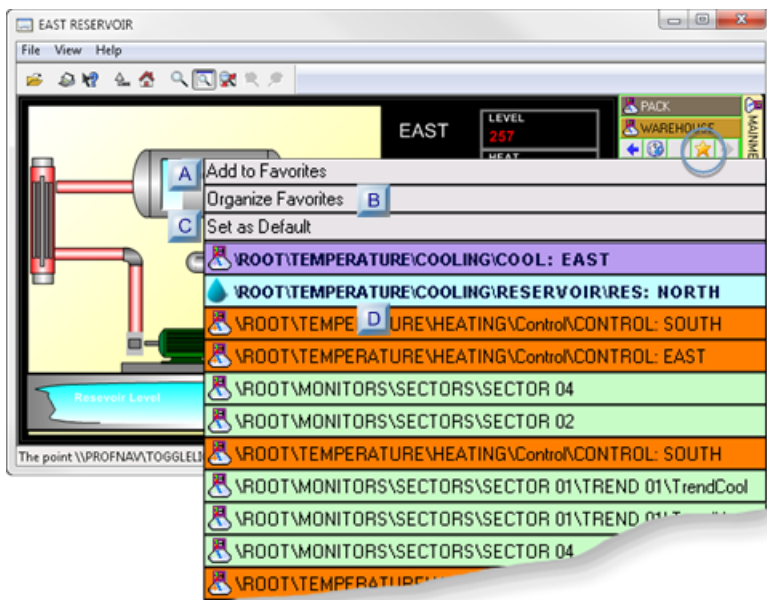 EAST RESERVOIR
File View Help
EAST
LEVEL
257
HEAT
PACK
WAREHOUSE
A
Add to Favorites
Organize Favorites
B
C
Set as Default
\ROOT\TEMPERATURE\COOLING\COOL: EAST
\ROOT\TEMPERATURE\COOLING\RESERVOIR\RES: NORTH
D
\ROOT\TEMPE URE\HEATING\Control\CONTROL: SOUTH
\ROOT\TEMPERATURE\HEATING\Control\CONTROL: EAST
\ROOT\MONITORS\SECTORS\SECTOR 04
Resevoir Level
\ROOT\MONITORS\SECTORS\SECTOR 02
The point \\PROFNAV\TOGGLELI
\ROOT\TEMPERATURE\HEATING\Control\CONTROL: SOUTH
\ROOT\MONITORS\SECTORS\SECTOR 01\TREND 01\TrendCool
\ROOT\MONITORS\SECTORS\SECTOR 01\TREND
\ROOT\MONITORS\SECTORS\SECTOR 04
\ROOT\TEMPERATURE